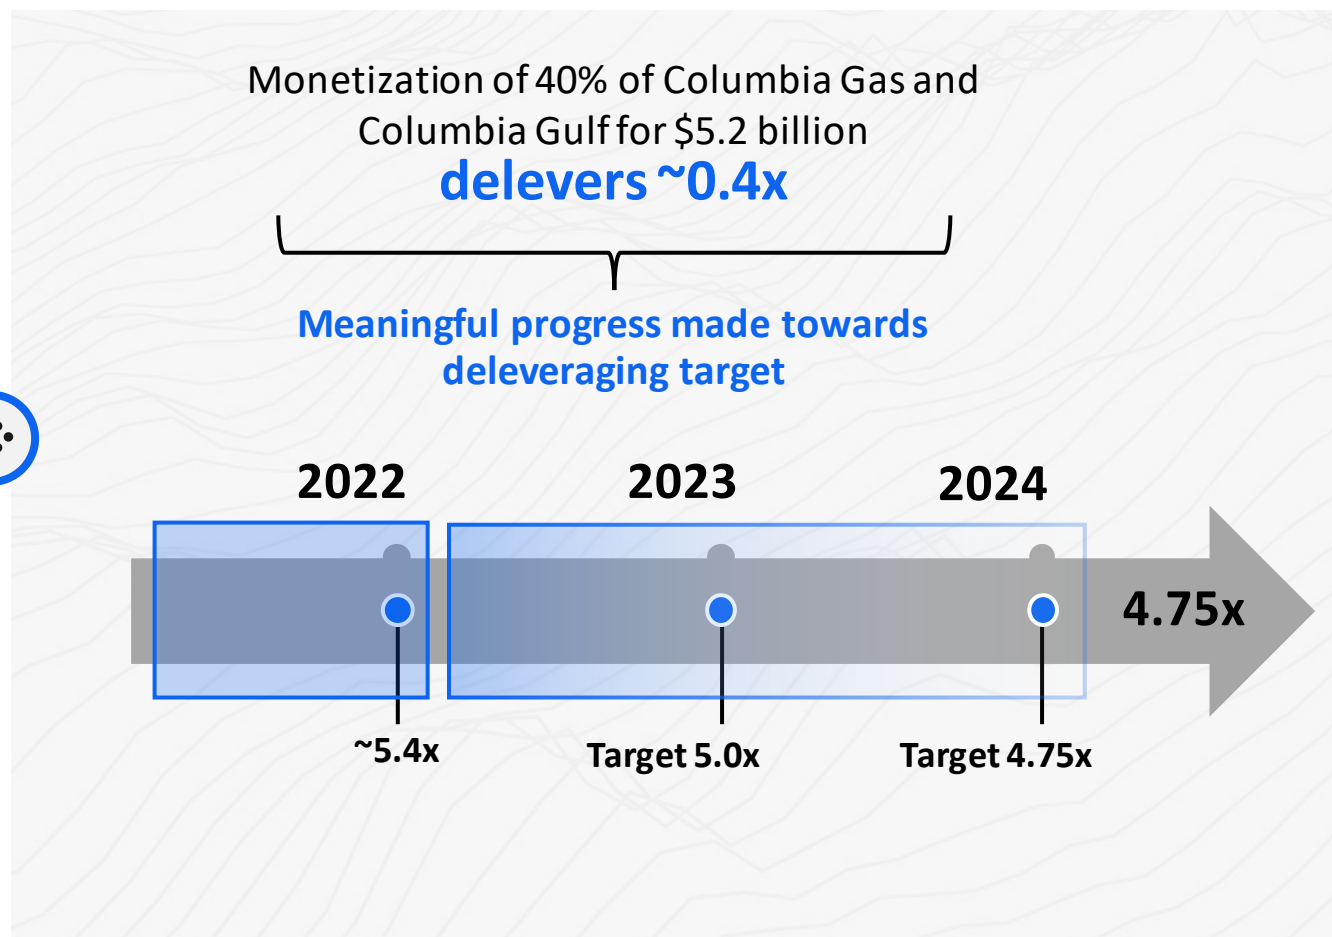 Monetization of 40% of Columbia Gas and
Columbia Gulf for $5.2 billion
delevers ~0.4x
Meaningful progress made towards
deleveraging target
2022
2023
2024
4.75x
~5.4x
Target 5.0x
Target 4.75x